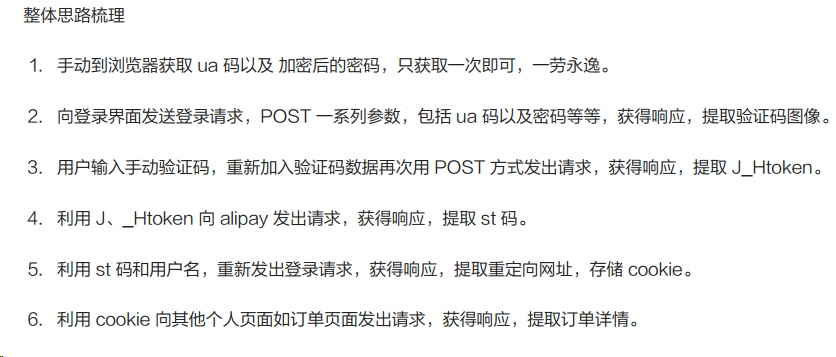 整体思路梳理
1. 手动到浏览器获取 ua 码以及 加密后的密码，只获取一次即可，一劳永逸。
2. 向登录界面发送登录请求，POST 一系列参数，包括 ua 码以及密码等等，获得响应，提取验证码图像。
3. 用户输入手动验证码，重新加入验证码数据再次用 POST 方式发出请求，获得响应，提取 J_Htoken。
4. 利用 J、_Htoken 向 alipay 发出请求，获得响应，提取 st 码。
5. 利用 st 码和用户名，重新发出登录请求，获得响应，提取重定向网址，存储 cookie。
6. 利用 cookie 向其他个人页面如订单页面发出请求，获得响应，提取订单详情。